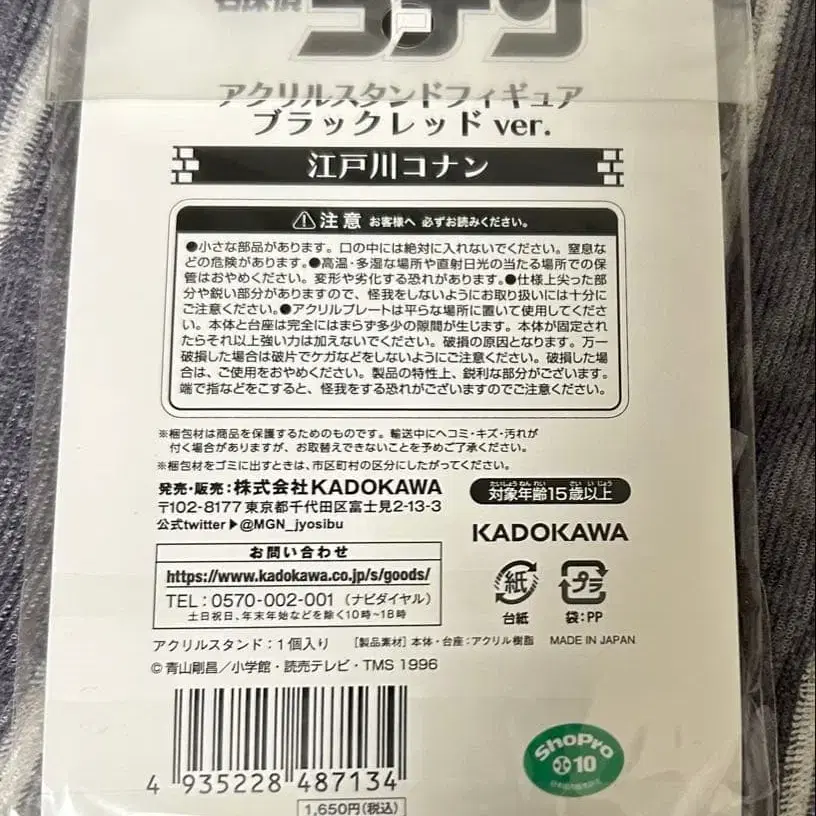 名探偵コナン
アクリルスタンドフィギュア
ブラックレッド ver.
江戸川コナン
注意 お客様へ 必ずお読みください。
●小さな部品があります。口の中には絶対に入れないでください。窒息な
どの危険があります。●高温・多湿な場所や直射日光の当たる場所での保
管はおやめください。変形や劣化する恐れがあります。●仕様上尖った部
分や鋭い部分がありますので、怪我をしないようにお取り扱いには十分に
ご注意ください。●アクリルプレートは平らな場所に置いて使用してくださ
い。本体と台座は完全にはまらず多少の隙間が生じます。本体が固定され
たらそれ以上強い力は加えないでください。破損の原因となります。万一
破損した場合は破片でケガなどをしないようにご注意ください。破損した場
合は、ご使用をおやめください。製品の特性上、鋭利な部分がございます。
端で指などをこすると、怪我をする恐れがございますのでご注意ください。
※梱包材は商品を保護するためのものです。輸送中にヘコミ・キズ・汚れが
付く場合がありますが、お取替えできないことを予めご了承ください。
※梱包材をゴミに出すときは、市区町村の区分にしたがってください。
発売・販売：株式会社KADOKAWA
〒102-8177 東京都千代田区富士見2-13-3
公式twitter▶@MGN_jyosibu
たいしょうねんれい さいいじょう
対象年齢15歳以上
KADOKAWA
お問い合わせ
https://www.kadokawa.co.jp/s/goods/
TEL：0570-002-001（ナビダイヤル）
土日祝日、年末年始などを除く10時〜18時
紙
台紙
プラ
袋：PP
アクリルスタンド：1個入り [製品素材] 本体・台座：アクリル樹脂 MADE IN JAPAN
©青山剛昌／小学館・読売テレビ・TMS 1996
4 935228 487134
1,650円(税込)
ShoPro
10